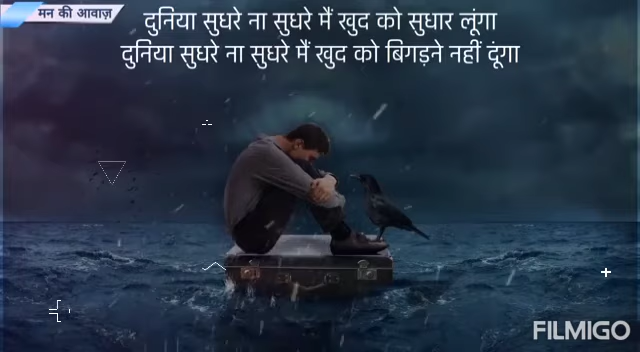 मन की आवाज़
दुनिया सुधरे ना सुधरे मैं खुद को सुधार लूंगा
दुनिया सुधरे ना सुधरे मैं खुद को बिगड़ने नहीं दूंगा
FILMIGO